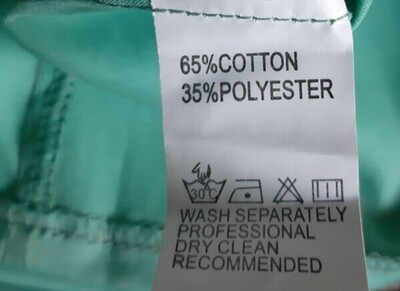 65%COTTON
35%POLYESTER
30°C
WASH SEPARATELY
PROFESSIONAL
DRY CLEAN
RECOMMENDED